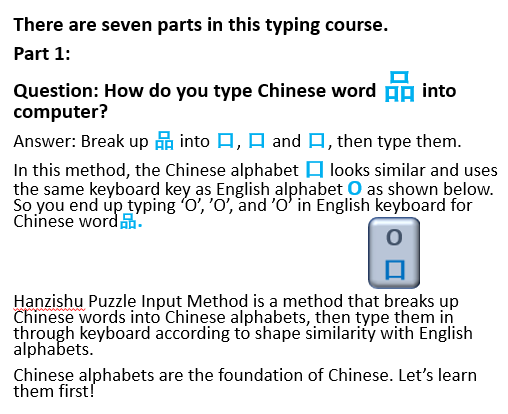 There are seven parts in this typing course.
Part 1:
Question: How do you type Chinese word 品 into
computer?
Answer: Break up 品 into 口, 口 and 口, then type them.
In this method, the Chinese alphabet 口 looks similar and uses
the same keyboard key as English alphabet O as shown below.
So you end up typing ‘O’, ’O’, and ’O’ in English keyboard for
Chinese word 品.
O
口
Hanzishu Puzzle Input Method is a method that breaks up
Chinese words into Chinese alphabets, then type them in
through keyboard according to shape similarity with English
alphabets.
Chinese alphabets are the foundation of Chinese. Let’s learn
them first!